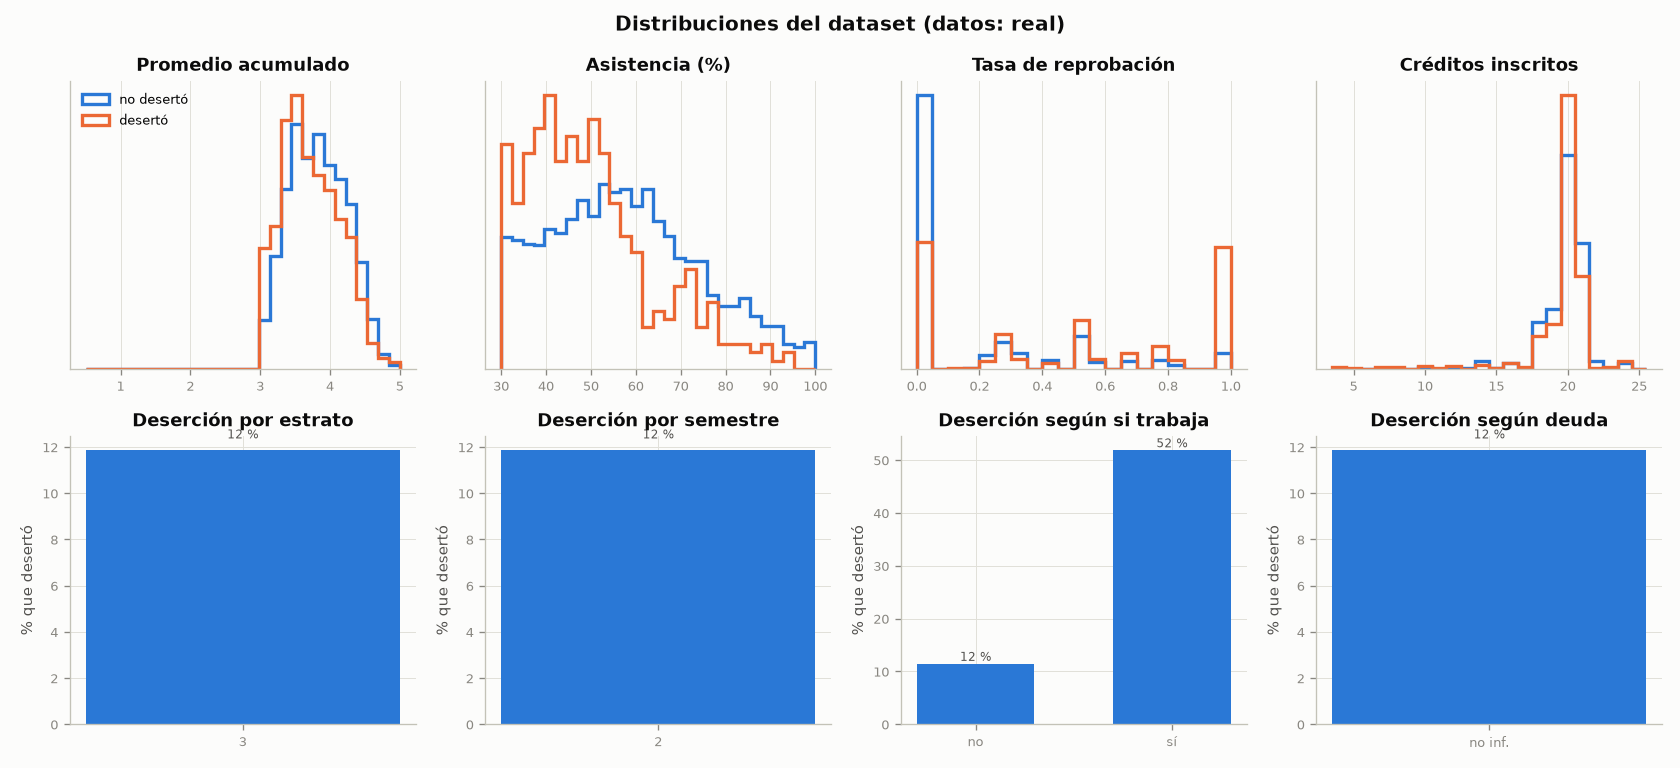 Distribuciones del dataset (datos: real)
Promedio acumulado
no desertó
desertó
1 2 3 4 5
Asistencia (%)
30 40 50 60 70 80 90 100
Tasa de reprobación
0.0 0.2 0.4 0.6 0.8 1.0
Créditos inscritos
5 10 15 20 25
Deserción por estrato
12 %
% que desertó
12
10
8
6
4
2
0
3
Deserción por semestre
12 %
% que desertó
12
10
8
6
4
2
0
2
Deserción según si trabaja
52 %
12 %
% que desertó
50
40
30
20
10
0
no sí
Deserción según deuda
12 %
% que desertó
12
10
8
6
4
2
0
no inf.